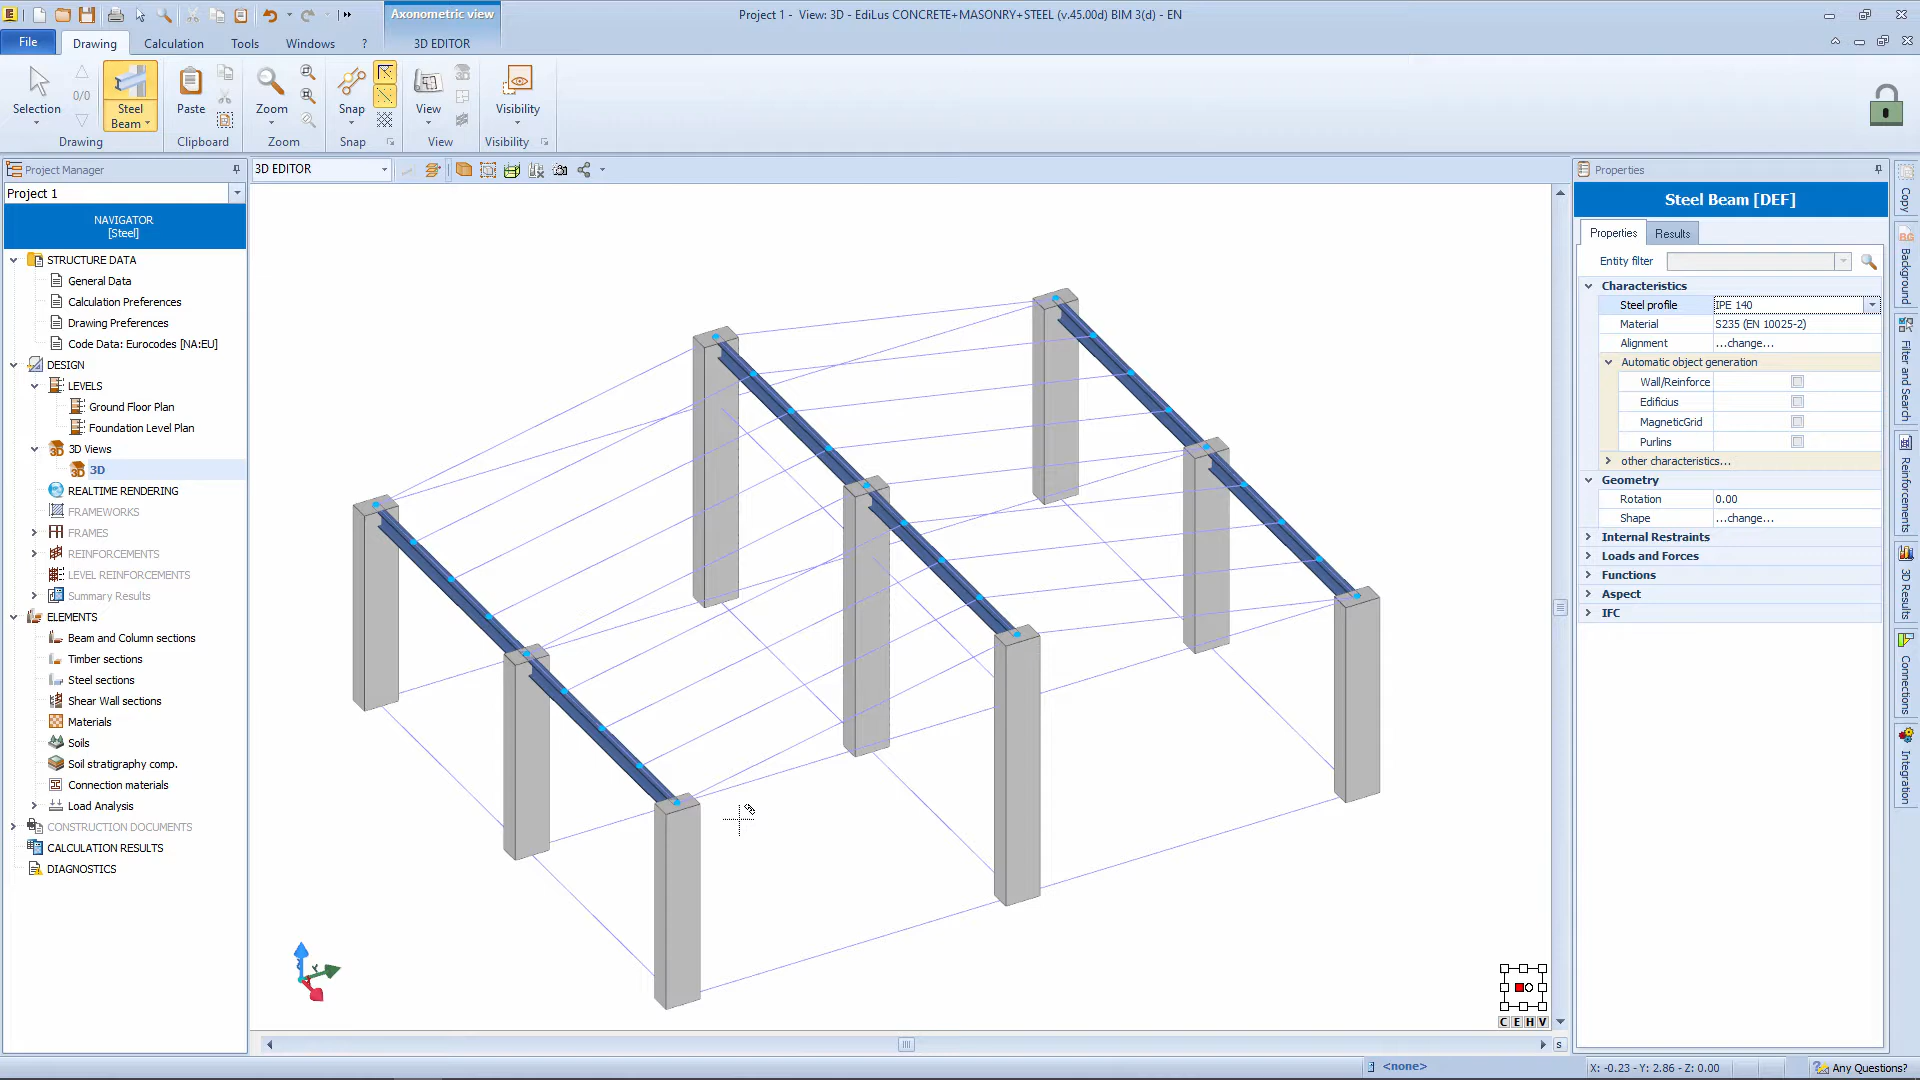 Axonometric view
Project 1 - View: 3D - EdiLus CONCRETE+MASONRY+STEEL (v.45.00d) BIM 3(d) - EN
File
Drawing
Calculation
Tools
Windows
?
3D EDITOR
Selection
0/0
Steel
Beam
Paste
Zoom
Snap
View
Visibility
Drawing
Clipboard
Zoom
Snap
View
Visibility
Project Manager
Project 1
NAVIGATOR
[Steel]
STRUCTURE DATA
General Data
Calculation Preferences
Drawing Preferences
Code Data: Eurocodes [NA:EU]
DESIGN
LEVELS
Ground Floor Plan
Foundation Level Plan
3D Views
3D
REALTIME RENDERING
FRAMEWORKS
FRAMES
REINFORCEMENTS
LEVEL REINFORCEMENTS
Summary Results
ELEMENTS
Beam and Column sections
Timber sections
Steel sections
Shear Wall sections
Materials
Soils
Soil stratigraphy comp.
Connection materials
Load Analysis
CONSTRUCTION DOCUMENTS
CALCULATION RESULTS
DIAGNOSTICS
3D EDITOR
C E H V
S
Properties
Steel Beam [DEF]
Properties
Results
Entity filter
Characteristics
Steel profile IPE 140
Material S235 (EN 10025-2)
Alignment ...change...
Automatic object generation
Wall/Reinforce
Edificius
MagneticGrid
Purlins
other characteristics...
Geometry
Rotation 0.00
Shape ...change...
Internal Restraints
Loads and Forces
Functions
Aspect
IFC
Copy
Background
Filter and Search
Reinforcements
3D Results
Connections
Integration
<none>
X: -0.23 - Y: 2.86 - Z: 0.00
Any Questions?